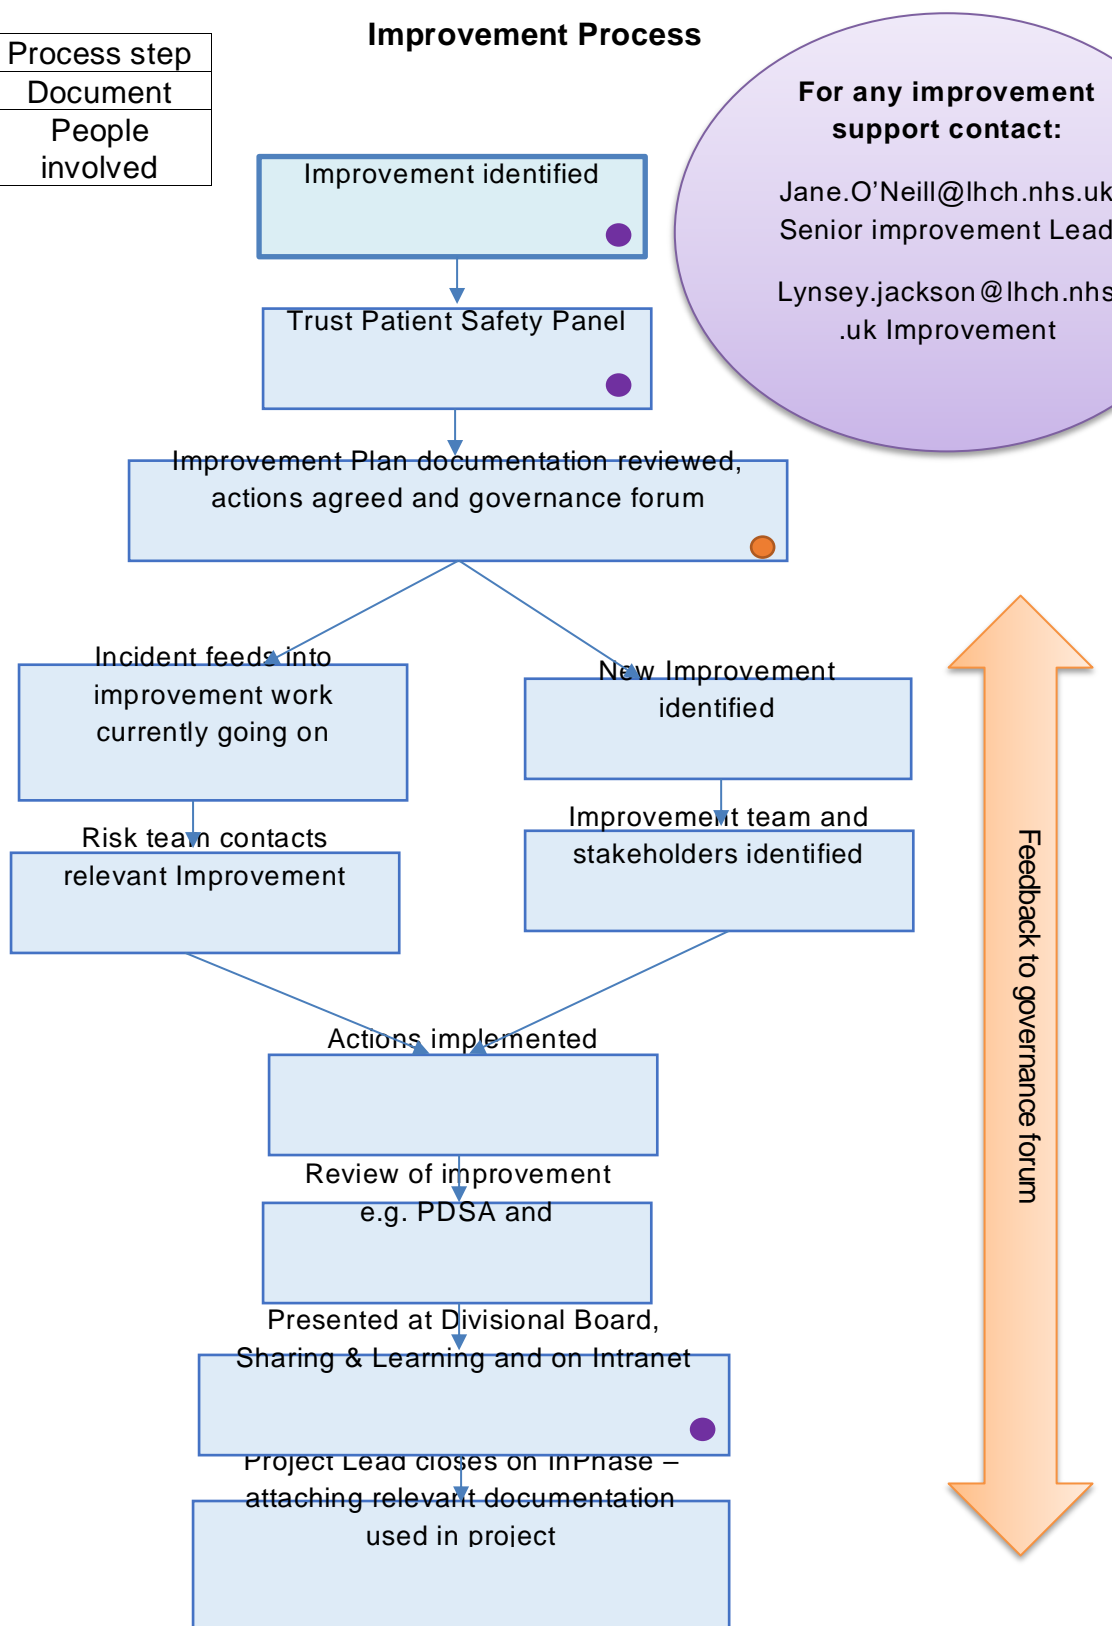 Improvement Process
Process step
Document
People
involved
For any improvement
support contact:
Jane.O'Neill@lhch.nhs.uk
Senior improvement Lead
Lynsey.jackson@lhch.nhs
.uk Improvement
Improvement identified
Trust Patient Safety Panel
Improvement Plan documentation reviewed,
actions agreed and governance forum
Incident feeds into
improvement work
currently going on
New Improvement
identified
Risk team contacts
relevant Improvement
Improvement team and
stakeholders identified
Actions implemented
Review of improvement
e.g. PDSA and
Presented at Divisional Board,
Sharing & Learning and on Intranet
Project Lead closes on InPhase –
attaching relevant documentation
used in project
Feedback to governance forum